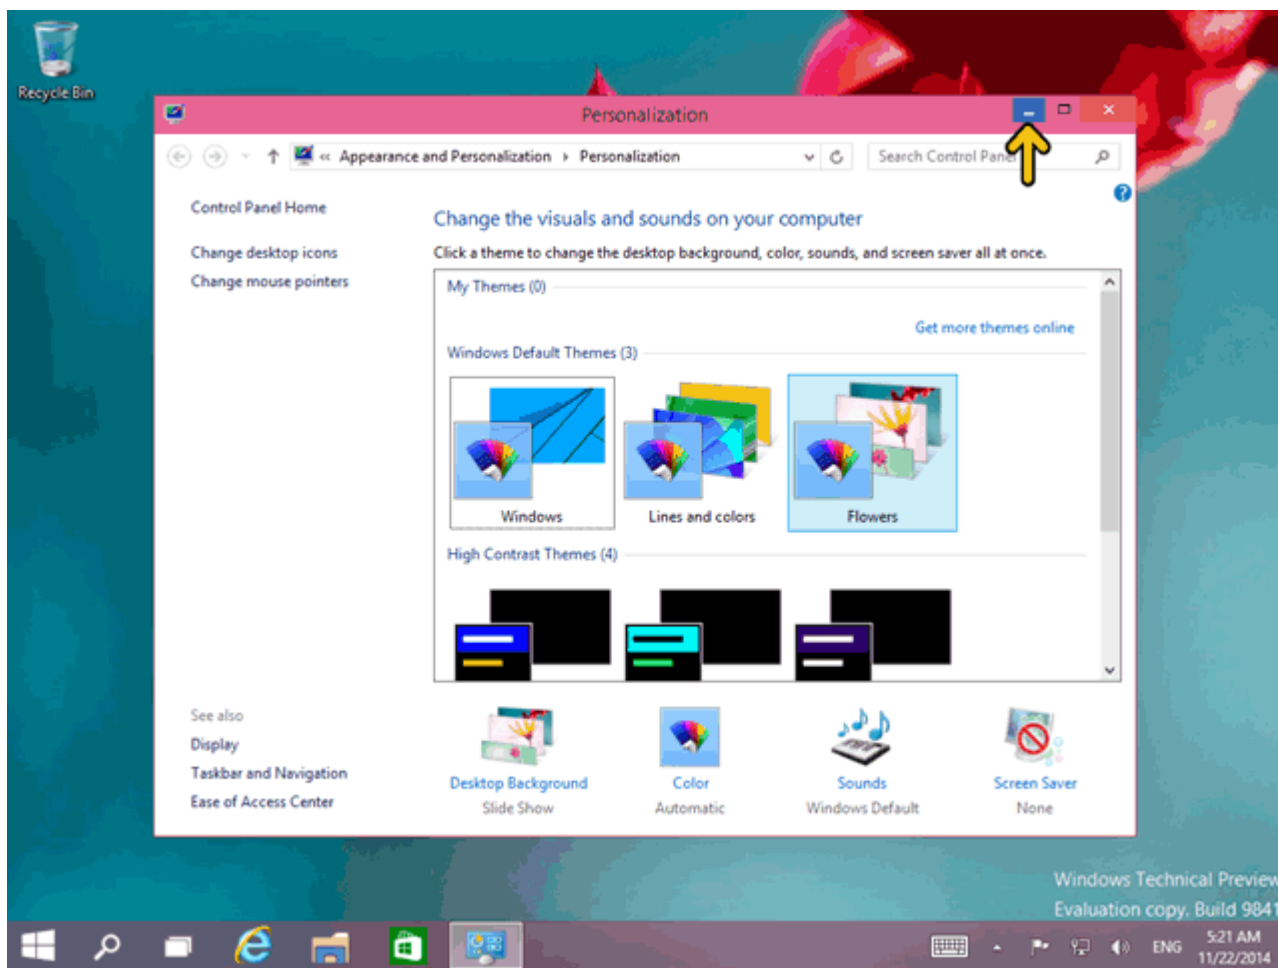 Recycle Bin
Personalization
« Appearance and Personalization Personalization
Search Control Panel
Control Panel Home
Change desktop icons
Change mouse pointers
Change the visuals and sounds on your computer
Click a theme to change the desktop background, color, sounds, and screen saver all at once.
My Themes (0)
Get more themes online
Windows Default Themes (3)
Windows
Lines and colors
Flowers
High Contrast Themes (4)
See also
Display
Taskbar and Navigation
Ease of Access Center
Desktop Background
Slide Show
Color
Automatic
Sounds
Windows Default
Screen Saver
None
Windows Technical Preview
Evaluation copy. Build 9841
ENG
5:21 AM
11/22/2014